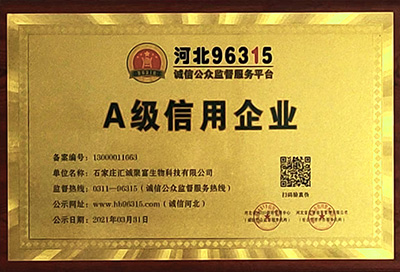 河北96315
诚信公众监督服务平台
A级信用企业
备案编号：13000011063
单位名称：石家庄汇诚聚富生物科技有限公司
监督热线：0311—96315（诚信公众监督服务热线）
公示网址：www.hb96315.com（诚信河北）
公示日期：2021年03月31日
扫码验真伪